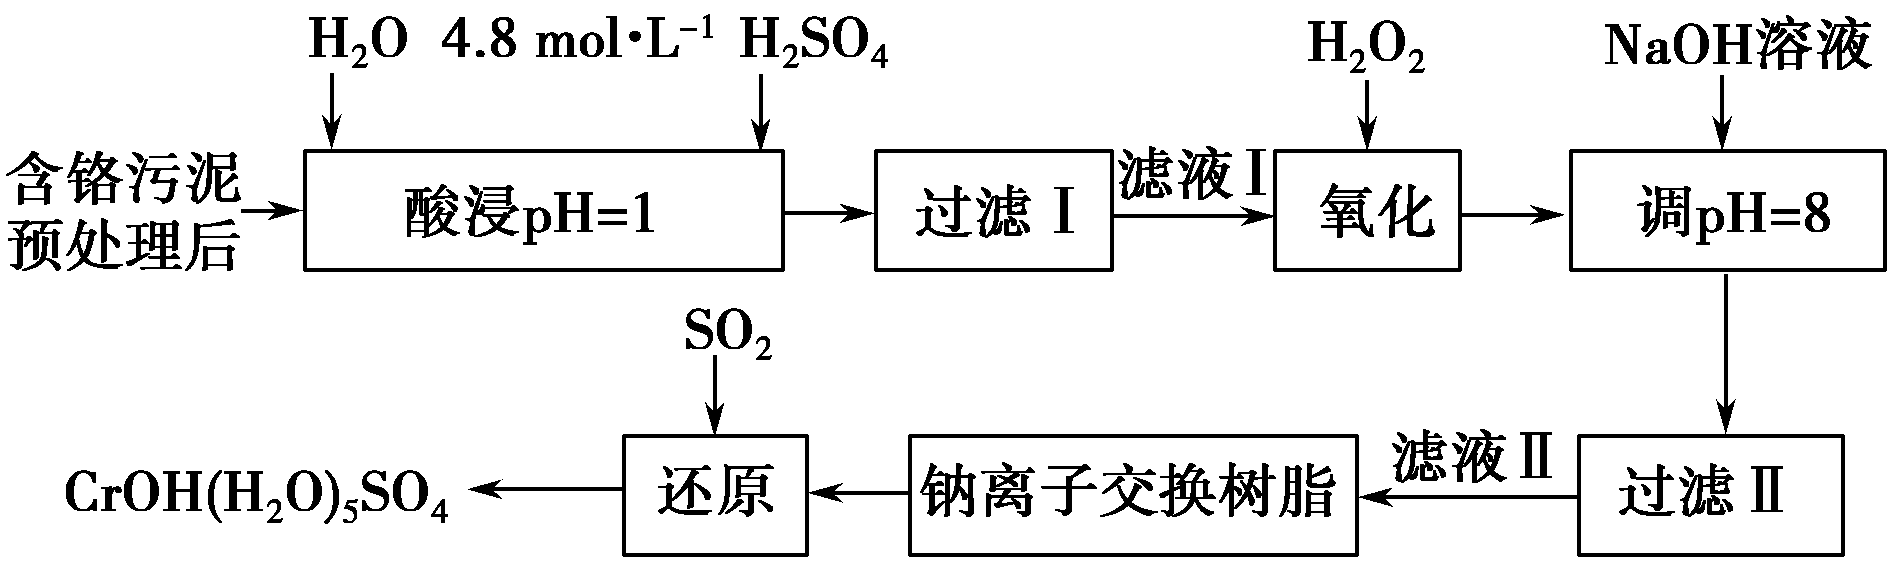 H₂O 4.8 mol·L⁻¹ H₂SO₄
H₂O₂
NaOH溶液
含铬污泥
预处理后
酸浸pH=1
过滤Ⅰ
滤液Ⅰ
氧化
调pH=8
SO₂
CrOH(H₂O)₅SO₄
还原
钠离子交换树脂
滤液Ⅱ
过滤Ⅱ